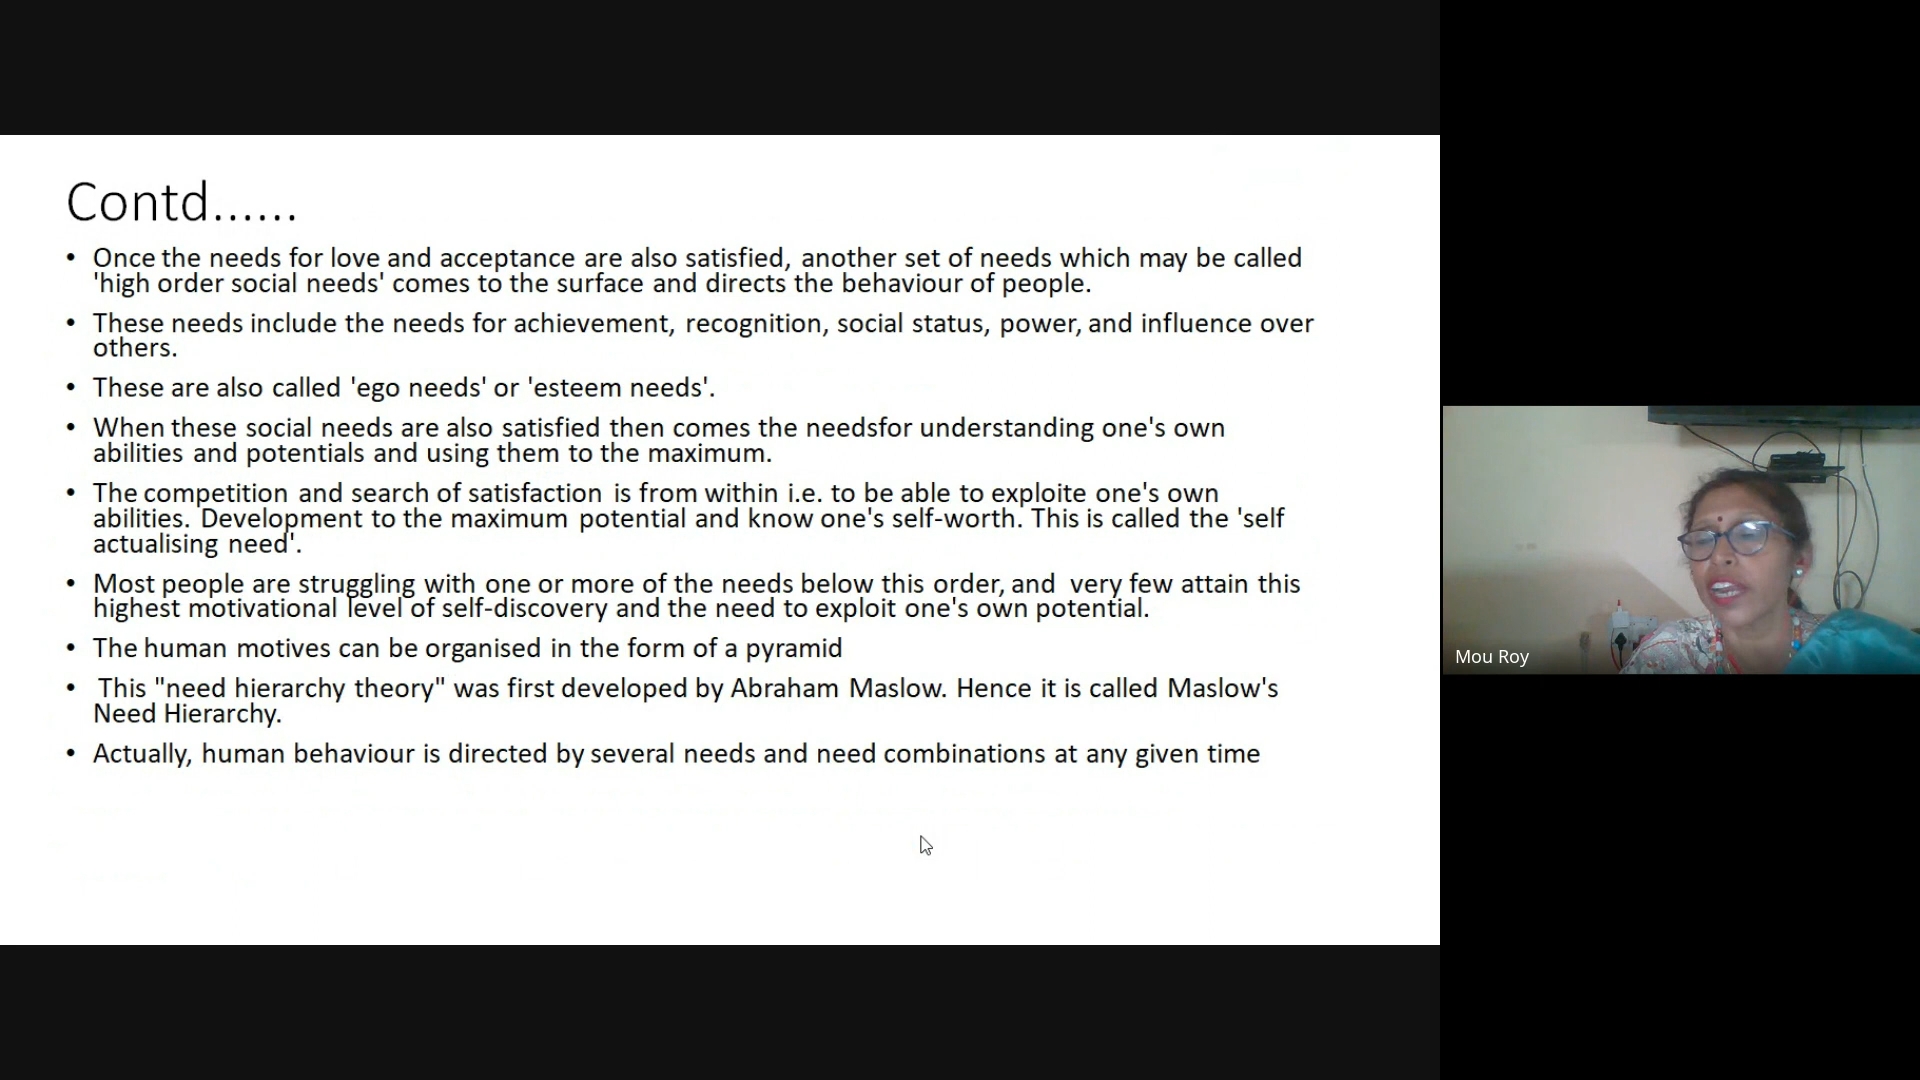 Contd......
• Once the needs for love and acceptance are also satisfied, another set of needs which may be called
'high order social needs' comes to the surface and directs the behaviour of people.
• These needs include the needs for achievement, recognition, social status, power, and influence over
others.
• These are also called 'ego needs' or 'esteem needs'.
• When these social needs are also satisfied then comes the needsfor understanding one's own
abilities and potentials and using them to the maximum.
• The competition and search of satisfaction is from within i.e. to be able to exploite one's own
abilities. Development to the maximum potential and know one's self-worth. This is called the 'self
actualising need'.
• Most people are struggling with one or more of the needs below this order, and very few attain this
highest motivational level of self-discovery and the need to exploit one's own potential.
• The human motives can be organised in the form of a pyramid
• This "need hierarchy theory" was first developed by Abraham Maslow. Hence it is called Maslow's
Need Hierarchy.
• Actually, human behaviour is directed by several needs and need combinations at any given time
Mou Roy